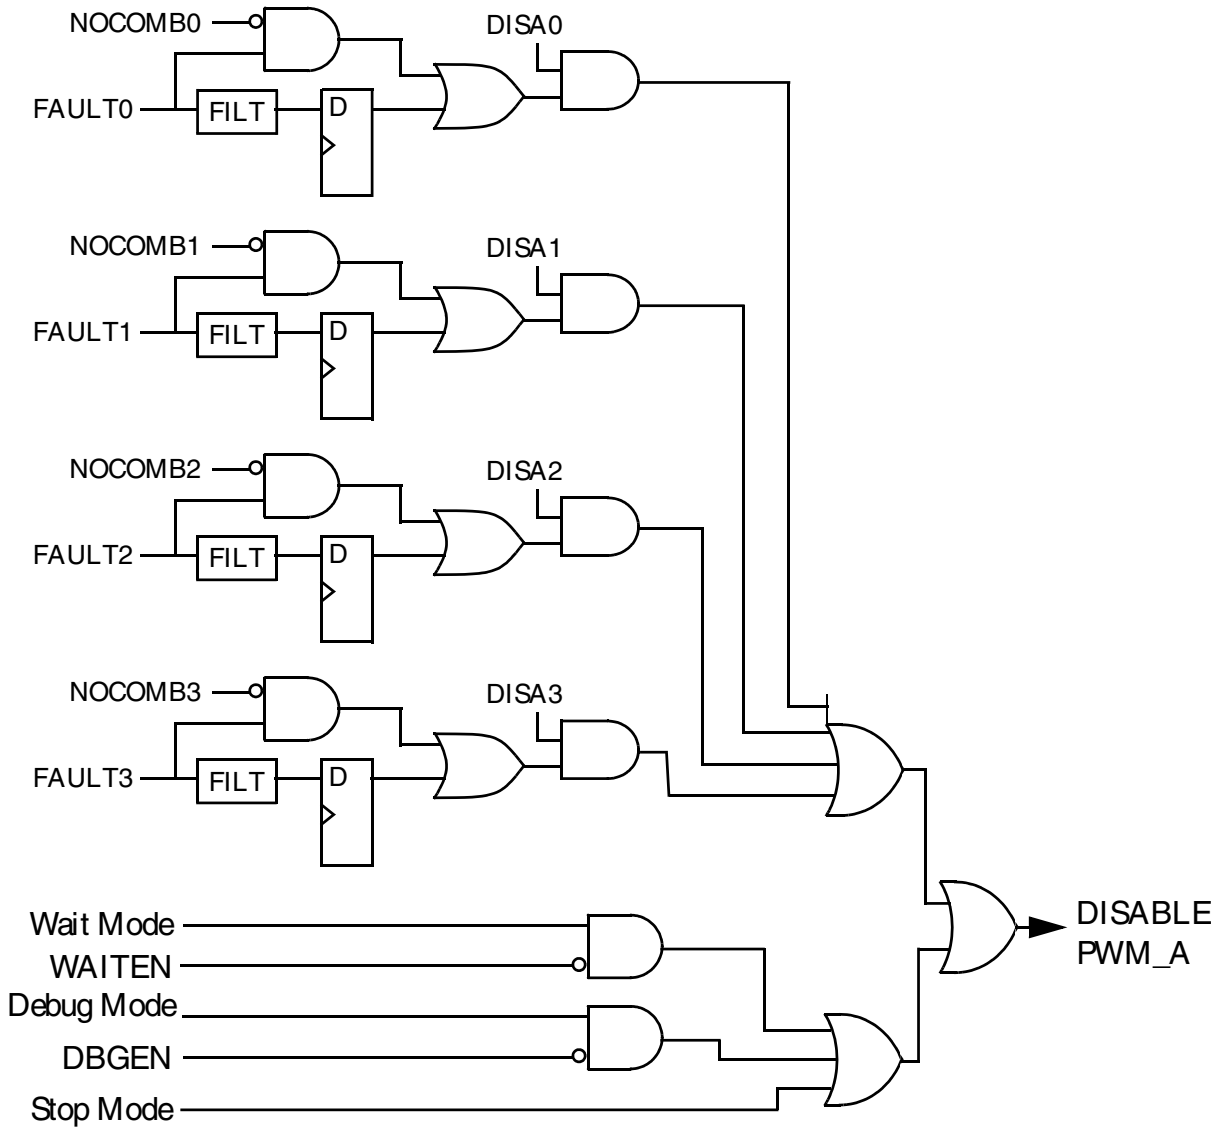 NOCOMB0
DISA0
FAULT0
FILT
D
NOCOMB1
DISA1
FAULT1
FILT
D
NOCOMB2
DISA2
FAULT2
FILT
D
NOCOMB3
DISA3
FAULT3
FILT
D
Wait Mode
WAITEN
Debug Mode
DBGEN
Stop Mode
DISABLE
PWM_A